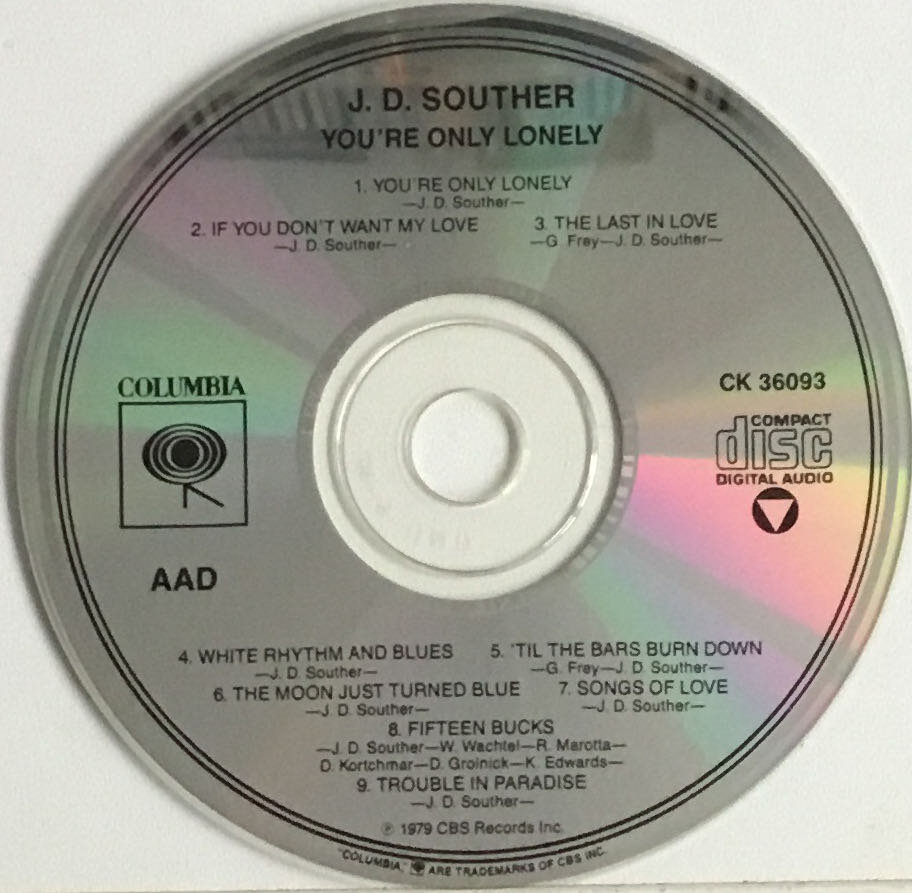 J. D. SOUTHER
YOU'RE ONLY LONELY
1. YOU'RE ONLY LONELY
—J. D. Souther—
2. IF YOU DON'T WANT MY LOVE
—J. D. Souther—
3. THE LAST IN LOVE
—G. Frey—J. D. Souther—
COLUMBIA
AAD
CK 36093
COMPACT
disc
DIGITAL AUDIO
4. WHITE RHYTHM AND BLUES
—J. D. Souther—
5. 'TIL THE BARS BURN DOWN
—G. Frey—J. D. Souther—
6. THE MOON JUST TURNED BLUE
—J. D. Souther—
7. SONGS OF LOVE
—J. D. Souther—
8. FIFTEEN BUCKS
—J. D. Souther—W. Wachtel—R. Marotta—
D. Kortchmar—D. Grolnick—K. Edwards—
9. TROUBLE IN PARADISE
—J. D. Souther—
℗ 1979 CBS Records Inc.
"COLUMBIA," ARE TRADEMARKS OF CBS INC.